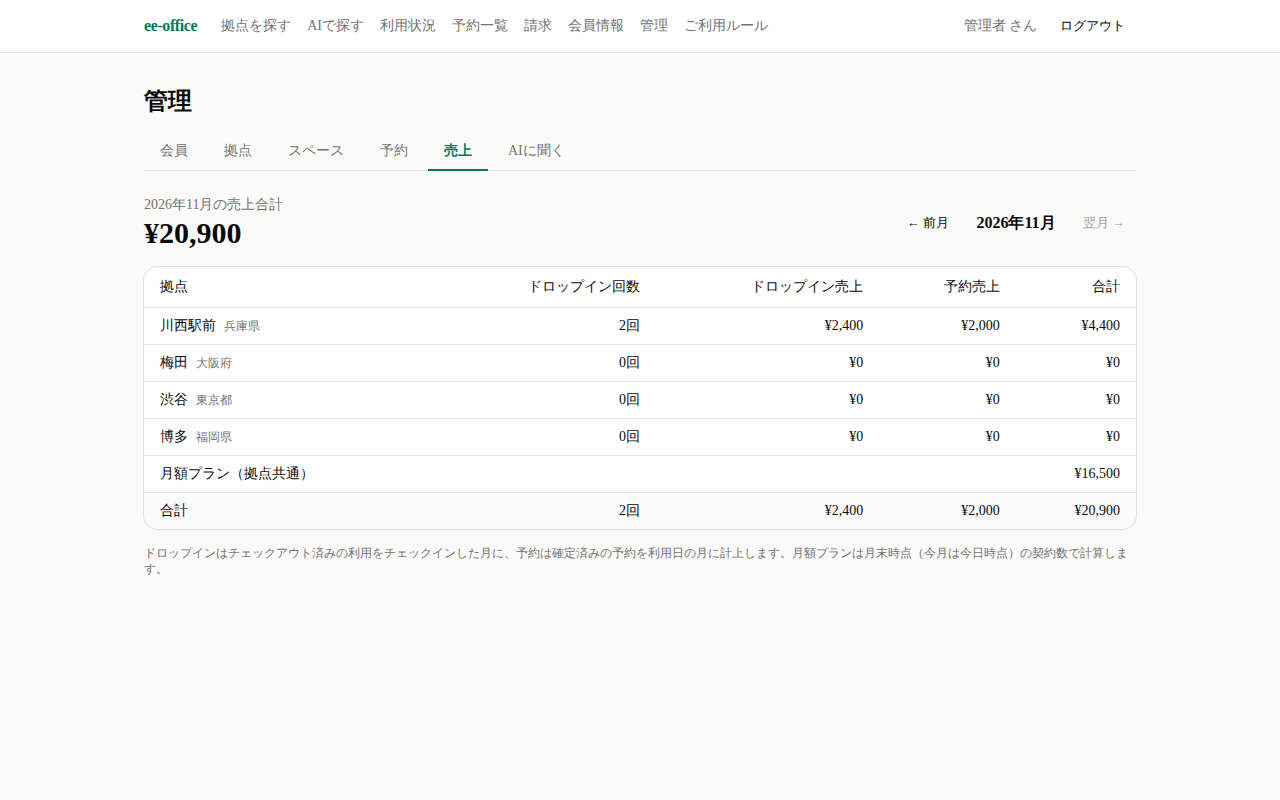 ee-office 拠点を探す AIで探す 利用状況 予約一覧 請求 会員情報 管理 ご利用ルール 管理者 さん ログアウト
管理
会員 拠点 スペース 予約 売上 AIに聞く
2026年11月の売上合計
¥20,900
← 前月 2026年11月 翌月 →
拠点 ドロップイン回数 ドロップイン売上 予約売上 合計
川西駅前 兵庫県 2回 ¥2,400 ¥2,000 ¥4,400
梅田 大阪府 0回 ¥0 ¥0 ¥0
渋谷 東京都 0回 ¥0 ¥0 ¥0
博多 福岡県 0回 ¥0 ¥0 ¥0
月額プラン（拠点共通） ¥16,500
合計 2回 ¥2,400 ¥2,000 ¥20,900
ドロップインはチェックアウト済みの利用をチェックインした月に、予約は確定済みの予約を利用日の月に計上します。月額プランは月末時点（今月は今日時点）の契約数で計算しま
す。